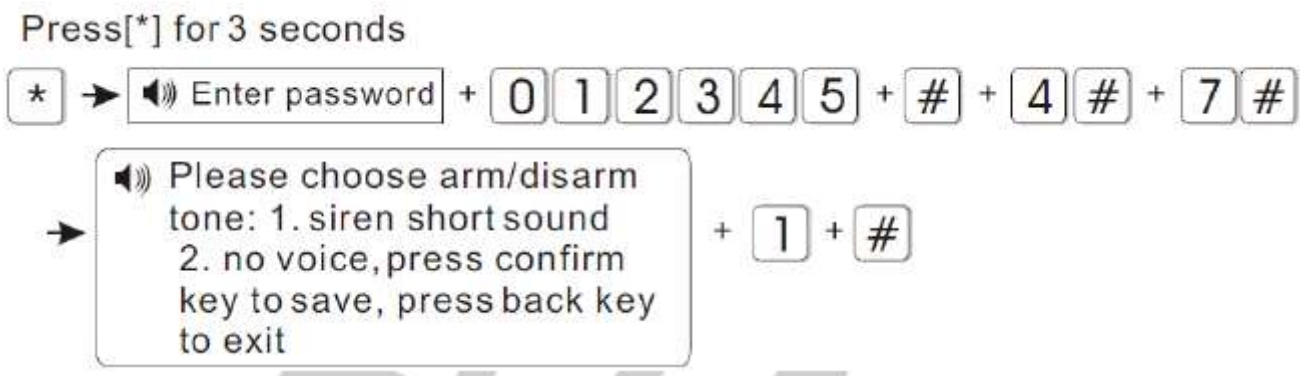 Press[*] for 3 seconds
* Enter password + 0 1 2 3 4 5 + # + 4 # + 7 #
Please choose arm/disarm
tone: 1. siren short sound + 1 + #
2. no voice, press confirm
key to save, press back key
to exit